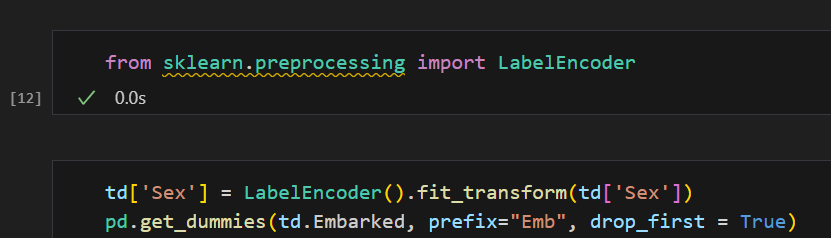 from sklearn.preprocessing import LabelEncoder
[12]
0.0s
td['Sex'] = LabelEncoder().fit_transform(td['Sex'])
pd.get_dummies(td.Embarked, prefix="Emb", drop_first = True)